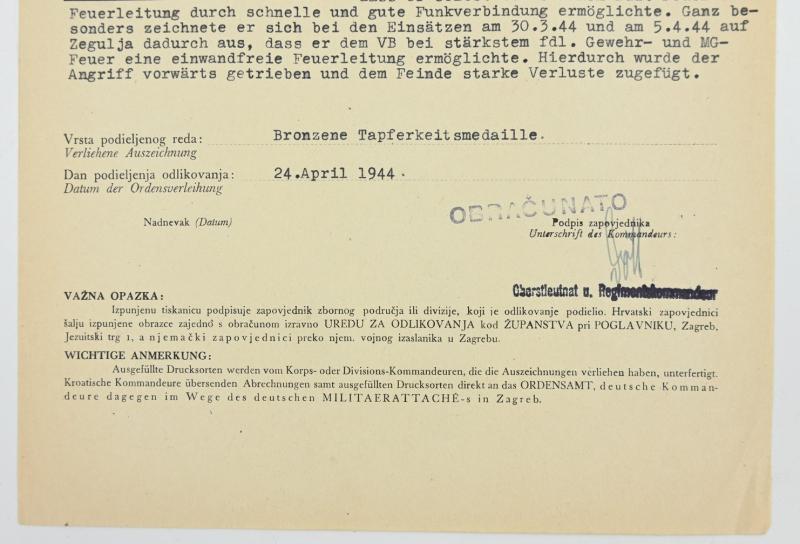 Feuerleitung durch schnelle und gute Funkverbindung ermöglichte. Ganz be-
sonders zeichnete er sich bei den Einsätzen am 30.3.44 und am 5.4.44 auf
Zegulja dadurch aus, dass er dem VB bei stärkstem fdl. Gewehr- und MG-
Feuer eine einwandfreie Feuerleitung ermöglichte. Hierdurch wurde der
Angriff vorwärts getrieben und dem Feinde starke Verluste zugefügt.
Vrsta podieljenog reda: Bronzene Tapferkeitsmedaille.
Verliehene Auszeichnung
Dan podieljenja odlikovanja: 24.April 1944.
Datum der Ordensverleihung
OBRAČUNATO
Nadnevak (Datum) Podpis zapovjednika
Unterschrift des Kommandeurs:
Oberstleutnat u. Regimentskommandeur
VAŽNA OPAZKA:
Izpunjenu tiskanicu podpisuje zapovjednik zbornog područja ili divizije, koji je odlikovanje podielio. Hrvatski zapovjednici
šalju izpunjene obrazce zajedno s obračunom izravno UREDU ZA ODLIKOVANJA kod ŽUPANSTVA pri POGLAVNIKU, Zagreb,
Jezuitski trg 1, a njemački zapovjednici preko njem. vojnog izaslanika u Zagrebu.
WICHTIGE ANMERKUNG:
Ausgefüllte Drucksorten werden vom Korps- oder Divisions-Kommandeuren, die die Auszeichnungen verliehen haben, unterfertigt.
Kroatische Kommandeure übersenden Abrechnungen samt ausgefüllten Drucksorten direkt an das ORDENSAMT, deutsche Komman-
deure dagegen im Wege des deutschen MILITAERATTACHÉ-s in Zagreb.